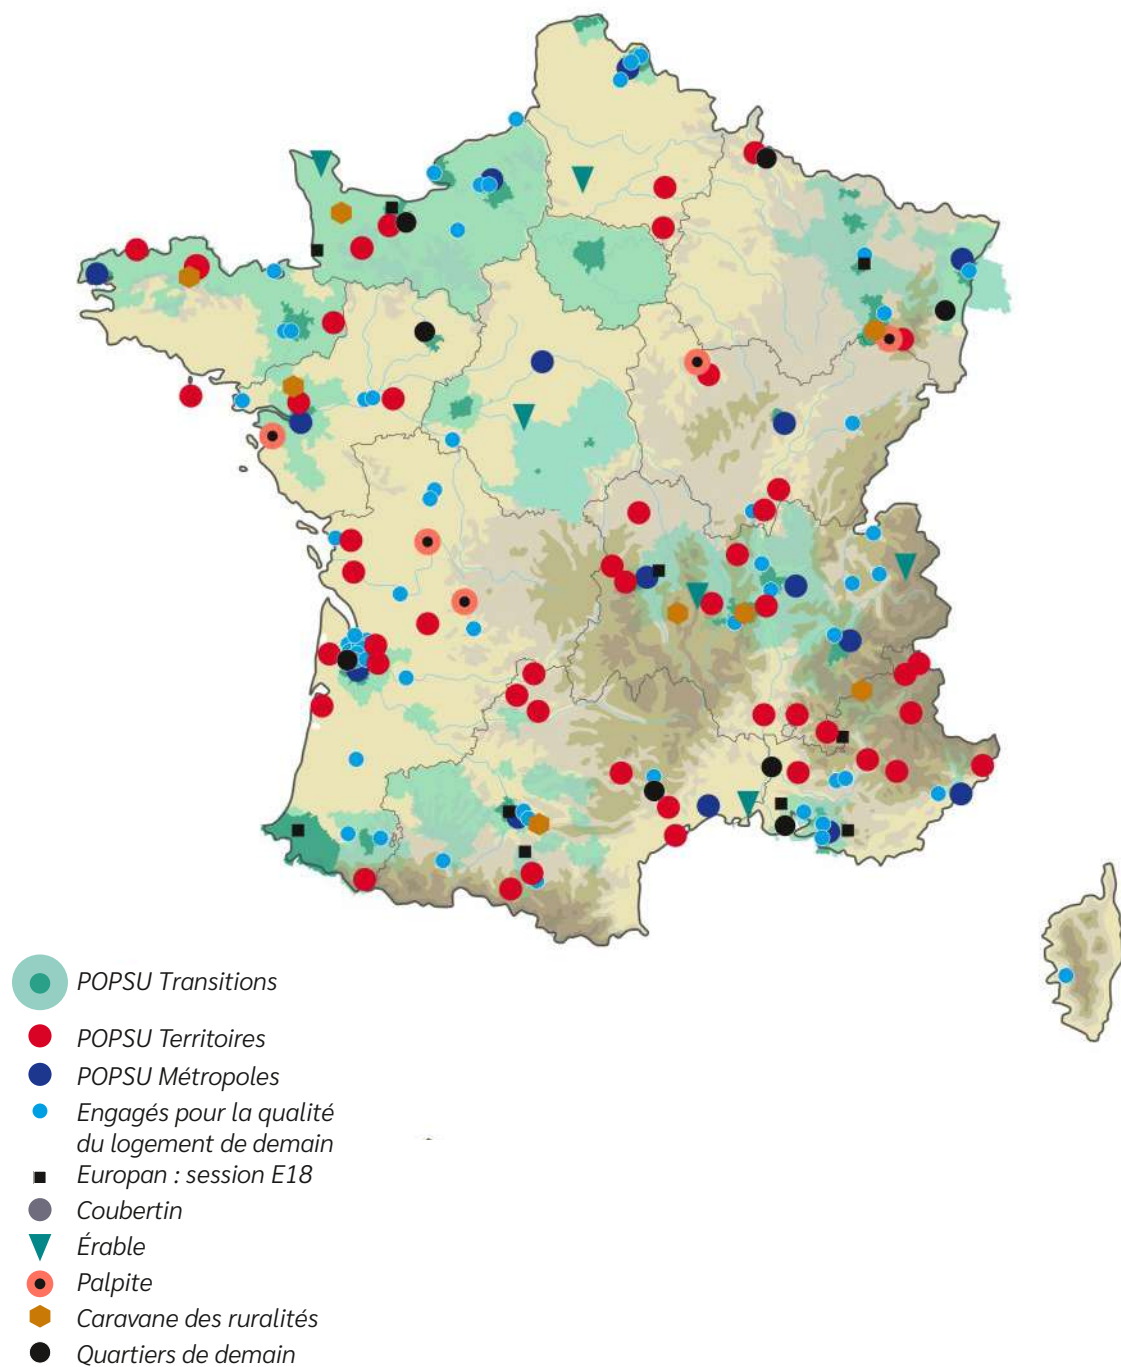 POPSU Transitions
POPSU Territoires
POPSU Métropoles
Engagés pour la qualité
du logement de demain
Europan : session E18
Coubertin
Érable
Palpite
Caravane des ruralités
Quartiers de demain